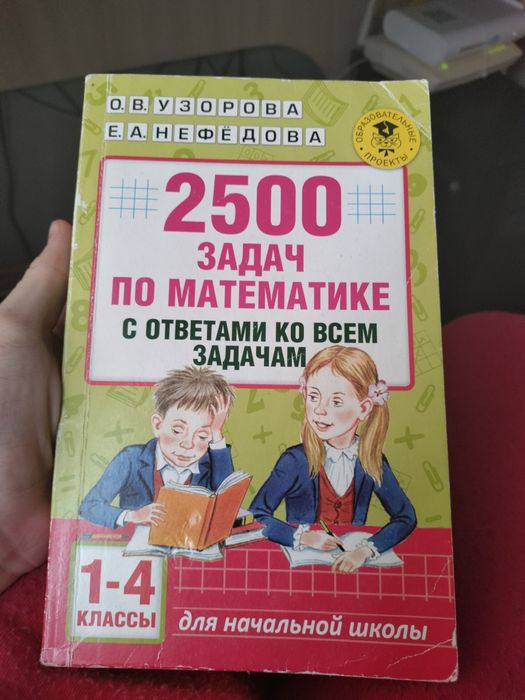 О.В. УЗОРОВА
Е.А. НЕФЁДОВА
ОБРАЗОВАТЕЛЬНЫЕ
ПРОЕКТЫ
2500
ЗАДАЧ
ПО МАТЕМАТИКЕ
С ОТВЕТАМИ КО ВСЕМ
ЗАДАЧАМ
1-4
КЛАССЫ
для начальной школы